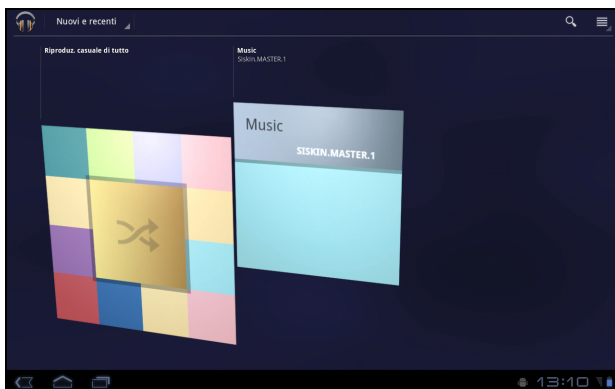 Nuovi e recenti
Riproduz. casuale di tutto
Music
Siskin.MASTER.1
Music
SISKIN.MASTER.1
13:10